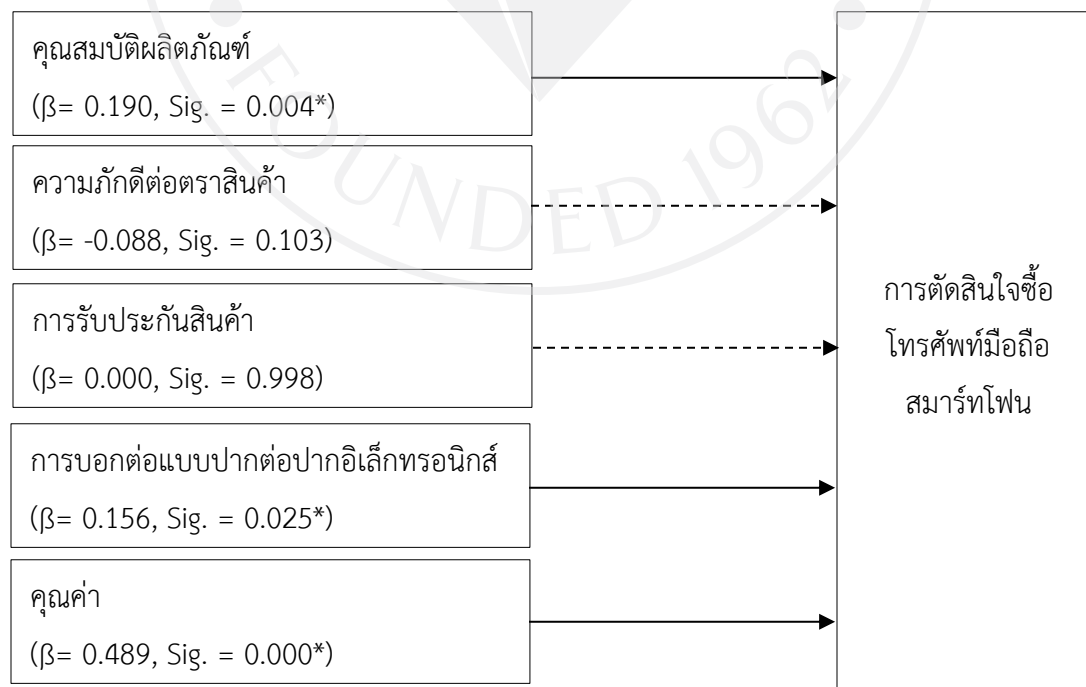 คุณสมบัติผลิตภัณฑ์
(β= 0.190, Sig. = 0.004*)
ความภักดีต่อตราสินค้า
(β= -0.088, Sig. = 0.103)
การรับประกันสินค้า
(β= 0.000, Sig. = 0.998)
การบอกต่อแบบปากต่อปากอิเล็กทรอนิกส์
(β= 0.156, Sig. = 0.025*)
คุณค่า
(β= 0.489, Sig. = 0.000*)
การตัดสินใจซื้อ
โทรศัพท์มือถือ
สมาร์ทโฟน
FOUNDED 1962